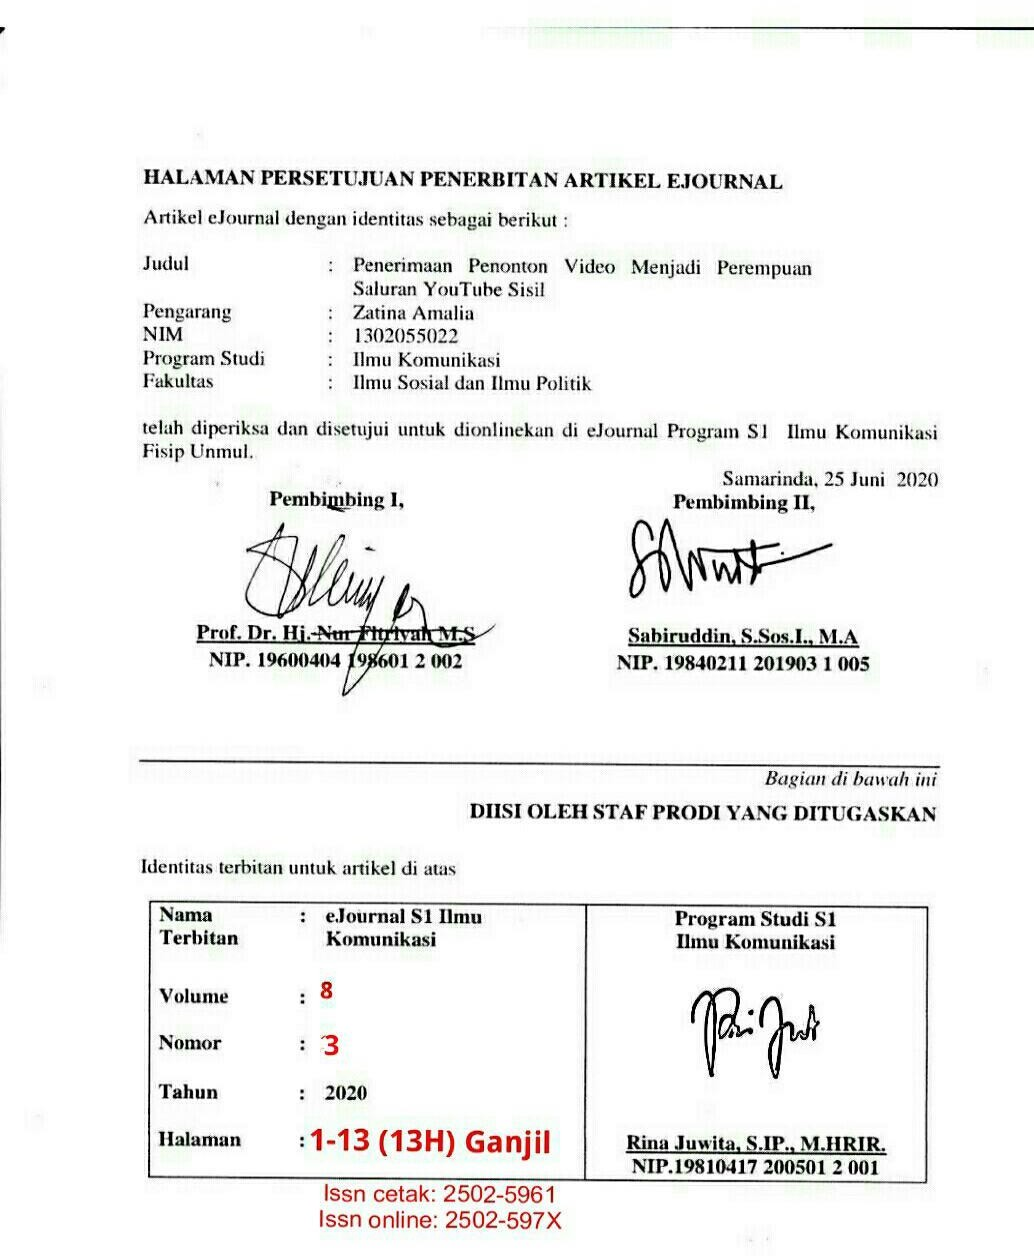 HALAMAN PERSETUJUAN PENERBITAN ARTIKEL EJOURNAL
Artikel eJournal dengan identitas sebagai berikut :
Judul : Penerimaan Penonton Video Menjadi Perempuan
Saluran YouTube Sisil
Pengarang : Zatina Amalia
NIM : 1302055022
Program Studi : Ilmu Komunikasi
Fakultas : Ilmu Sosial dan Ilmu Politik
telah diperiksa dan disetujui untuk dionlinekan di eJournal Program S1 Ilmu Komunikasi
Fisip Unmul.
Samarinda, 25 Juni 2020
Pembimbing I,
Prof. Dr. Hj. Nur Fitriyah M.S
NIP. 19600404 198601 2 002
Pembimbing II,
Sabiruddin, S.Sos.I., M.A
NIP. 19840211 201903 1 005
Bagian di bawah ini
DIISI OLEH STAF PRODI YANG DITUGASKAN
Identitas terbitan untuk artikel di atas
Nama : eJournal S1 Ilmu
Terbitan Komunikasi
Volume : 8
Nomor : 3
Tahun : 2020
Halaman : 1-13 (13H) Ganjil
Program Studi S1
Ilmu Komunikasi
Rina Juwita, S.IP., M.HRIR.
NIP.19810417 200501 2 001
Issn cetak: 2502-5961
Issn online: 2502-597X